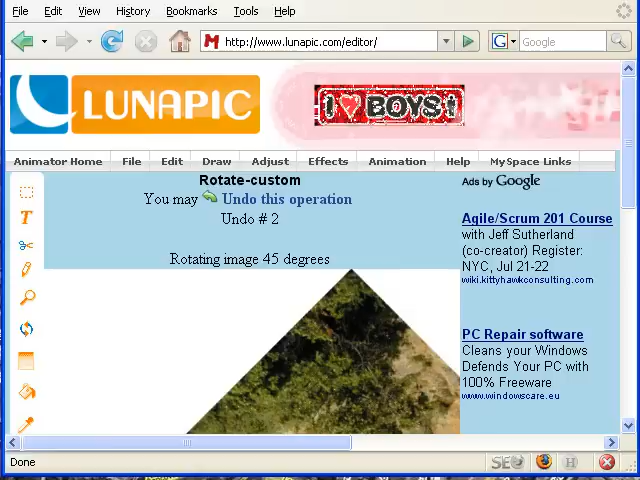 File Edit View History Bookmarks Tools Help
http://www.lunapic.com/editor/
G Google
LUNAPIC
I BOYS !
Animator Home File Edit Draw Adjust Effects Animation Help MySpace Links
Rotate-custom
You may Undo this operation
Undo # 2
Rotating image 45 degrees
T
Ads by Google
Agile/Scrum 201 Course
with Jeff Sutherland
(co-creator) Register:
NYC, Jul 21-22
wiki.kittyhawkconsulting.com
PC Repair software
Cleans your Windows
Defends Your PC with
100% Freeware
www.windowscare.eu
Done
SEO
H